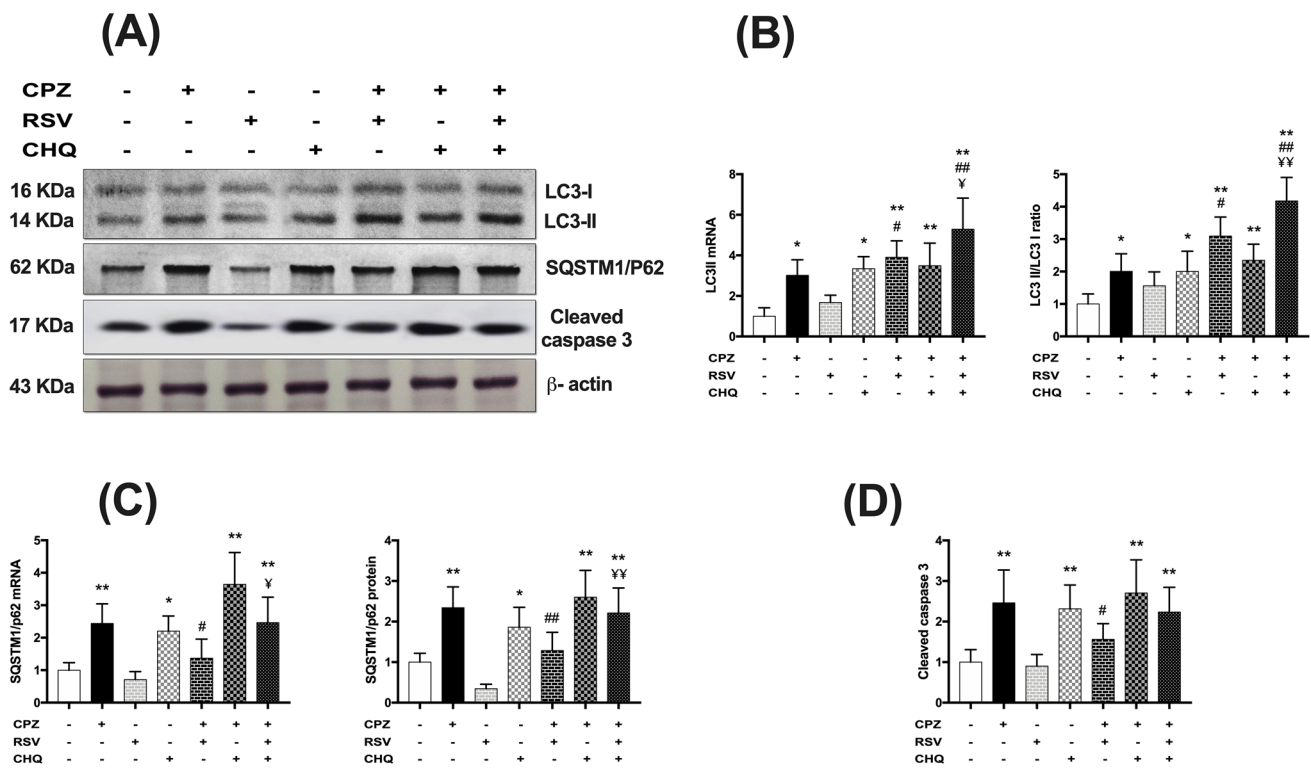 (A)
CPZ - + - - + + +
RSV - - + - + - +
CHQ - - - + - + +
16 KDa LC3-I
14 KDa LC3-II
62 KDa SQSTM1/P62
17 KDa Cleaved caspase 3
43 KDa β- actin
(B)
LC3II mRNA
8
6
4
2
0
* * ** # ** ** ## ¥
CPZ - + - - + + +
RSV - - + - + - +
CHQ - - - + - + +
LC3 II/LC3 I ratio
5
4
3
2
1
0
* * ** # ** ** ## ¥¥
CPZ - + - - + + +
RSV - - + - + - +
CHQ - - - + - + +
(C)
SQSTM1/p62 mRNA
5
4
3
2
1
0
** * # ** ** ¥
CPZ - + - - + + +
RSV - - + - + - +
CHQ - - - + - + +
SQSTM1/p62 protein
4
3
2
1
0
** * ## ** ** ¥¥
CPZ - + - - + + +
RSV - - + - + - +
CHQ - - - + - + +
(D)
Cleaved caspase 3
4
3
2
1
0
** ** # ** **
CPZ - + - - + + +
RSV - - + - + - +
CHQ - - - + - + +